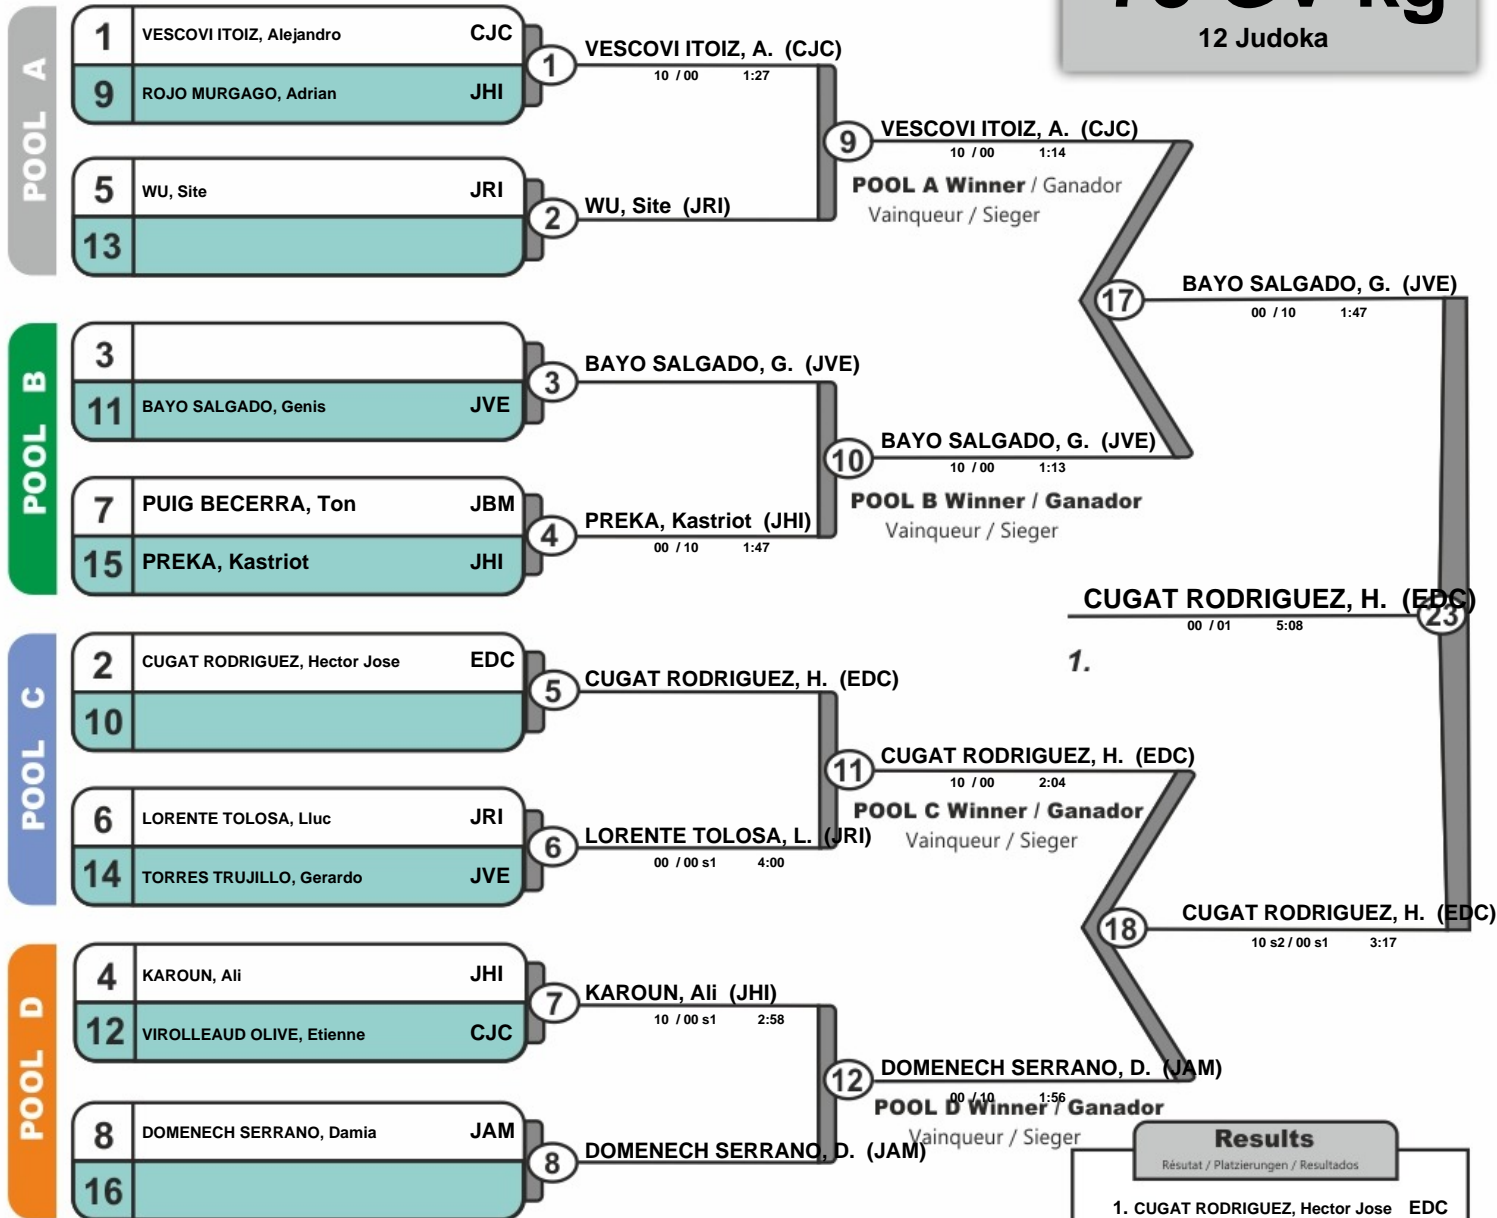 12 Judoka
POOL A
1 VESCOVI ITOIZ, Alejandro CJC
9 ROJO MURGAGO, Adrian JHI
1
VESCOVI ITOIZ, A. (CJC)
10 / 00 1:27
5 WU, Site JRI
13
2
WU, Site (JRI)
9
VESCOVI ITOIZ, A. (CJC)
10 / 00 1:14
POOL A Winner / Ganador
Vainqueur / Sieger
POOL B
3
11 BAYO SALGADO, Genis JVE
3
BAYO SALGADO, G. (JVE)
7 PUIG BECERRA, Ton JBM
15 PREKA, Kastriot JHI
4
PREKA, Kastriot (JHI)
00 / 10 1:47
10
BAYO SALGADO, G. (JVE)
10 / 00 1:13
POOL B Winner / Ganador
Vainqueur / Sieger
17
BAYO SALGADO, G. (JVE)
00 / 10 1:47
CUGAT RODRIGUEZ, H. (EDC)
23
00 / 01 5:08
1.
POOL C
2 CUGAT RODRIGUEZ, Hector Jose EDC
10
5
CUGAT RODRIGUEZ, H. (EDC)
6 LORENTE TOLOSA, Lluc JRI
14 TORRES TRUJILLO, Gerardo JVE
6
LORENTE TOLOSA, L. (JRI)
00 / 00 s1 4:00
11
CUGAT RODRIGUEZ, H. (EDC)
10 / 00 2:04
POOL C Winner / Ganador
Vainqueur / Sieger
18
CUGAT RODRIGUEZ, H. (EDC)
10 s2 / 00 s1 3:17
POOL D
4 KAROUN, Ali JHI
12 VIROLLEAUD OLIVE, Etienne CJC
7
KAROUN, Ali (JHI)
10 / 00 s1 2:58
8 DOMENECH SERRANO, Damia JAM
16
8
DOMENECH SERRANO, D. (JAM)
12
DOMENECH SERRANO, D. (JAM)
00 / 10 1:56
POOL D Winner / Ganador
Vainqueur / Sieger
Results
Résutat / Platzierungen / Resultados
1. CUGAT RODRIGUEZ, Hector Jose EDC